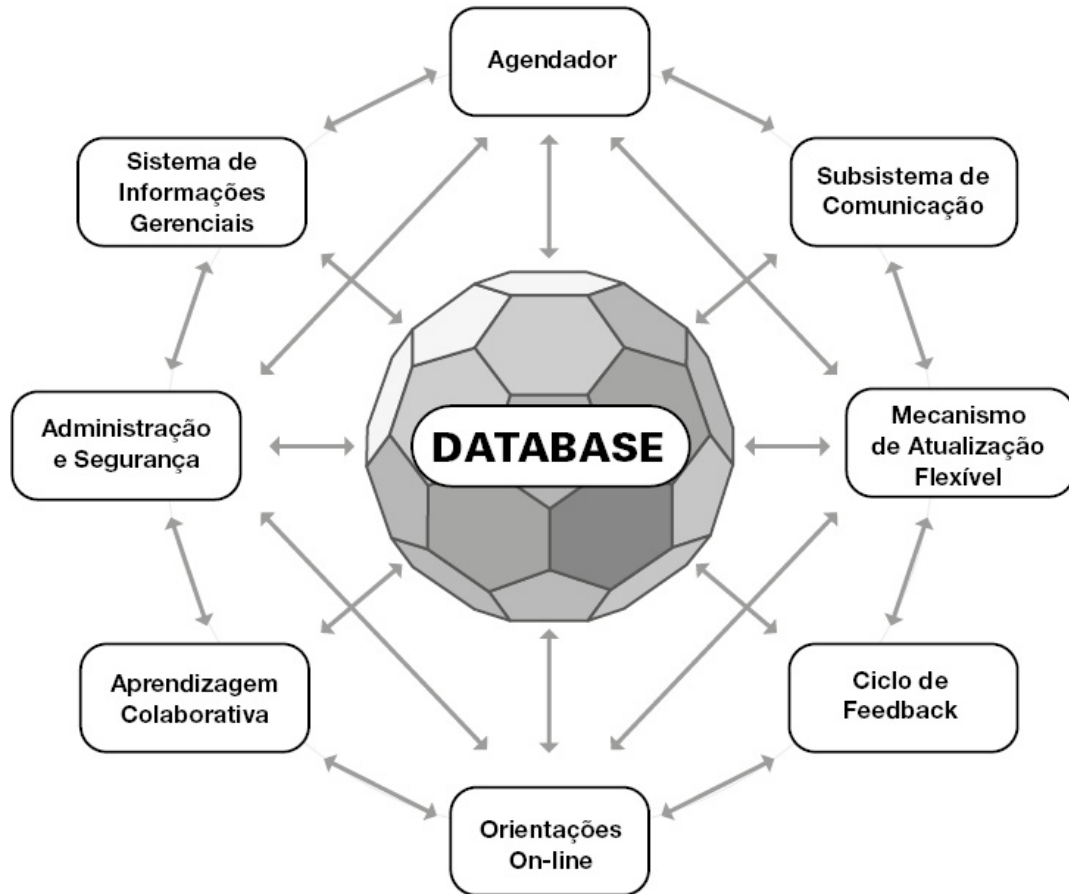 Agendador
Sistema de
Informações
Gerenciais
Subsistema de
Comunicação
Administração
e Segurança
DATABASE
Mecanismo
de Atualização
Flexível
Aprendizagem
Colaborativa
Ciclo de
Feedback
Orientações
On-line